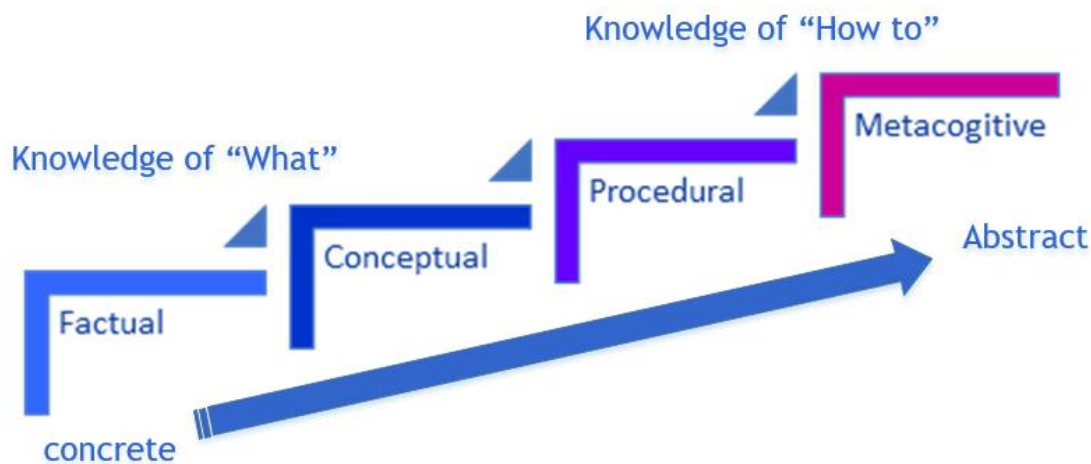 Knowledge of “How to”
Metacogitive
Knowledge of “What”
Procedural
Conceptual
Abstract
Factual
concrete